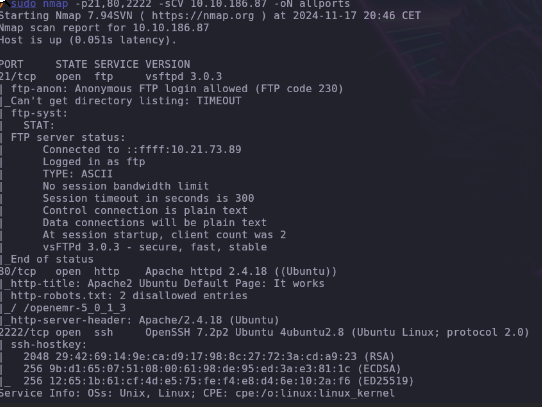 sudo nmap -p21,80,2222 -sCV 10.10.186.87 -oN allports
Starting Nmap 7.94SVN ( https://nmap.org ) at 2024-11-17 20:46 CET
Nmap scan report for 10.10.186.87
Host is up (0.051s latency).
PORT     STATE SERVICE VERSION
21/tcp   open  ftp     vsftpd 3.0.3
| ftp-anon: Anonymous FTP login allowed (FTP code 230)
|_Can't get directory listing: TIMEOUT
| ftp-syst:
|   STAT:
| FTP server status:
|      Connected to ::ffff:10.21.73.89
|      Logged in as ftp
|      TYPE: ASCII
|      No session bandwidth limit
|      Session timeout in seconds is 300
|      Control connection is plain text
|      Data connections will be plain text
|      At session startup, client count was 2
|      vsFTPd 3.0.3 - secure, fast, stable
|_End of status
80/tcp   open  http    Apache httpd 2.4.18 ((Ubuntu))
|_http-title: Apache2 Ubuntu Default Page: It works
| http-robots.txt: 2 disallowed entries
|_/ /openemr-5_0_1_3
|_http-server-header: Apache/2.4.18 (Ubuntu)
2222/tcp open  ssh     OpenSSH 7.2p2 Ubuntu 4ubuntu2.8 (Ubuntu Linux; protocol 2.0)
| ssh-hostkey:
|   2048 29:42:69:14:9e:ca:d9:17:98:8c:27:72:3a:cd:a9:23 (RSA)
|   256 9b:d1:65:07:51:08:00:61:98:de:95:ed:3a:e3:81:1c (ECDSA)
|_  256 12:65:1b:61:cf:4d:e5:75:fe:f4:e8:d4:6e:10:2a:f6 (ED25519)
Service Info: OSs: Unix, Linux; CPE: cpe:/o:linux:linux_kernel